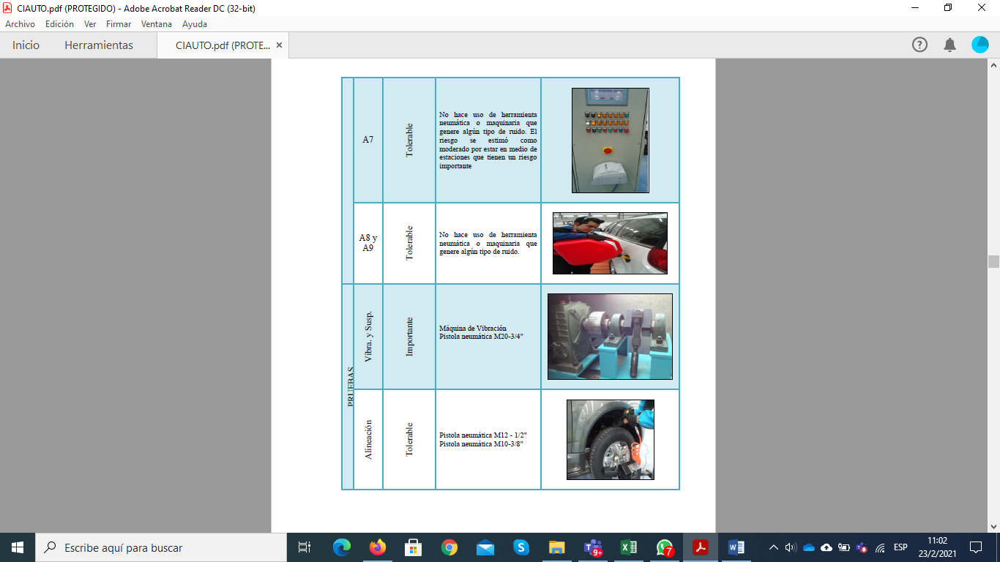 CIAUTO.pdf (PROTEGIDO) - Adobe Acrobat Reader DC (32-bit)
Archivo Edición Ver Firmar Ventana Ayuda
Inicio Herramientas CIAUTO.pdf (PROTE... ×
A7
Tolerable
No hace uso de herramienta
neumática o maquinaria que
genere algún tipo de ruido. El
riesgo se estimó como
moderado por estar en medio de
estaciones que tienen un riesgo
importante
A8 y
A9
Tolerable
No hace uso de herramienta
neumática o maquinaria que
genere algún tipo de ruido.
PRUEBAS
Vibra. y Susp.
Importante
Máquina de Vibración
Pistola neumática M20-3/4"
Alineación
Tolerable
Pistola neumática M12 - 1/2"
Pistola neumática M10-3/8"
Escribe aquí para buscar
9+
7
ESP
11:02
23/2/2021